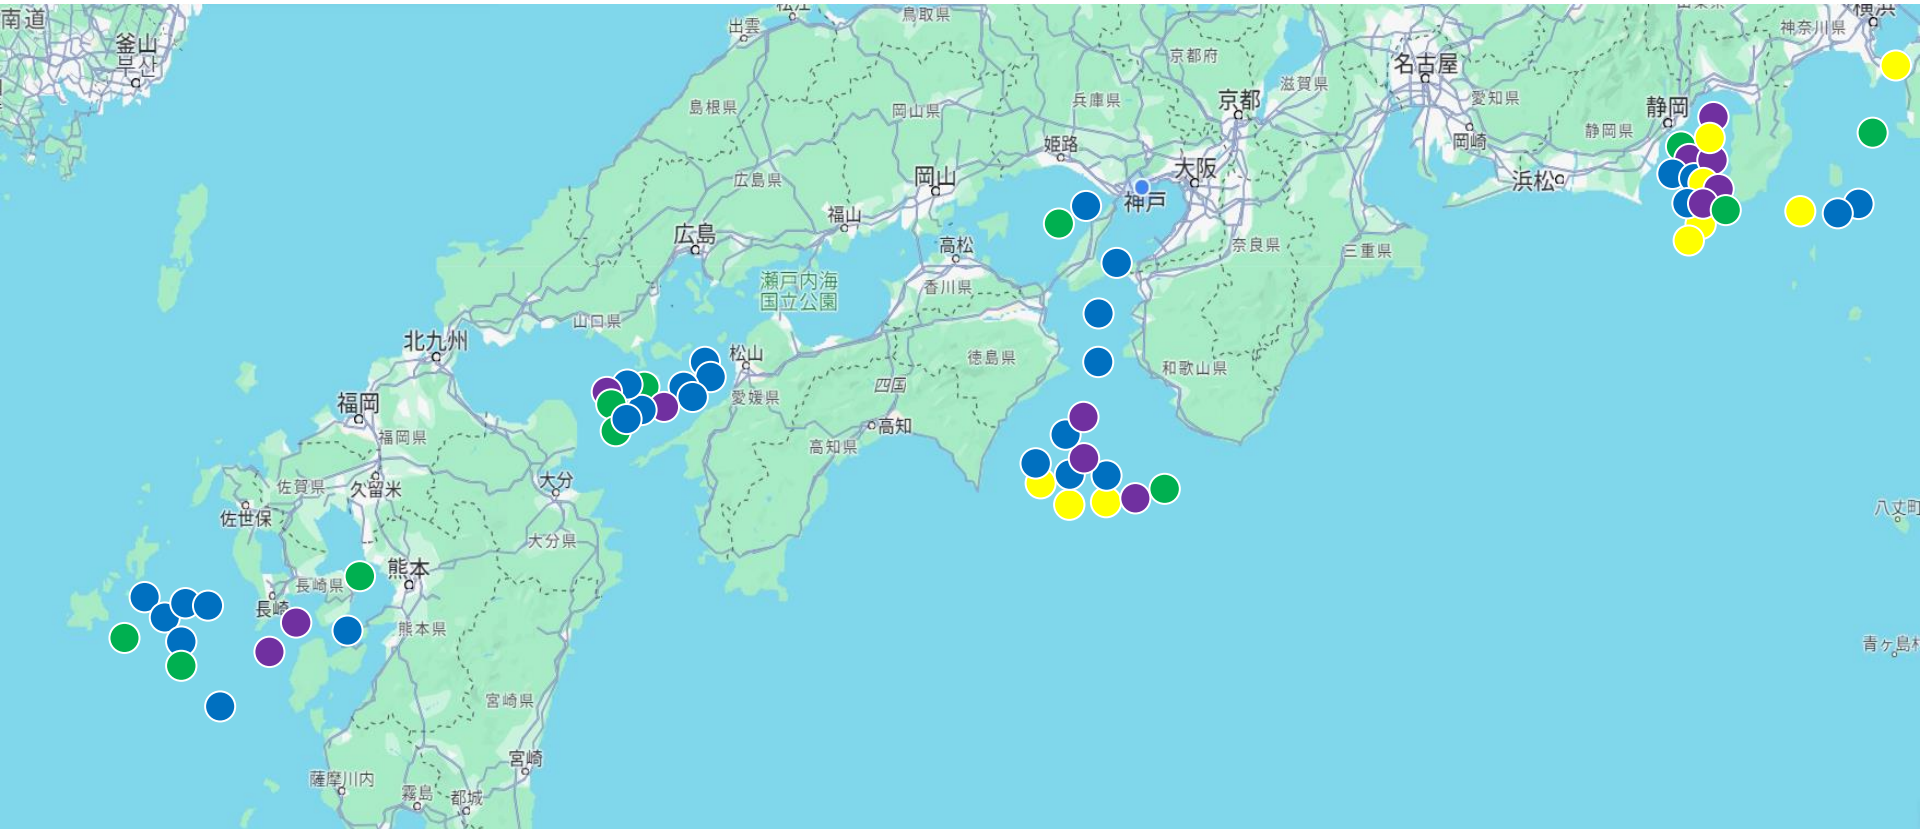 南道
釜山
부산
松江
出雲
鳥取県
京都府
滋賀県
名古屋
愛知県
岡崎
静岡
静岡県
浜松
神奈川県
横浜
島根県
岡山県
兵庫県
京都
姫路
大阪
神戸
岡山
広島県
福山
広島
高松
奈良県
三重県
瀬戸内海
国立公園
香川県
山口県
北九州
松山
徳島県
和歌山県
四国
愛媛県
福岡
福岡県
高知
高知県
佐賀県
久留米
大分
佐世保
大分県
八丈町
熊本
長崎県
長崎
熊本県
青ヶ島村
宮崎県
宮崎
薩摩川内
霧島
都城